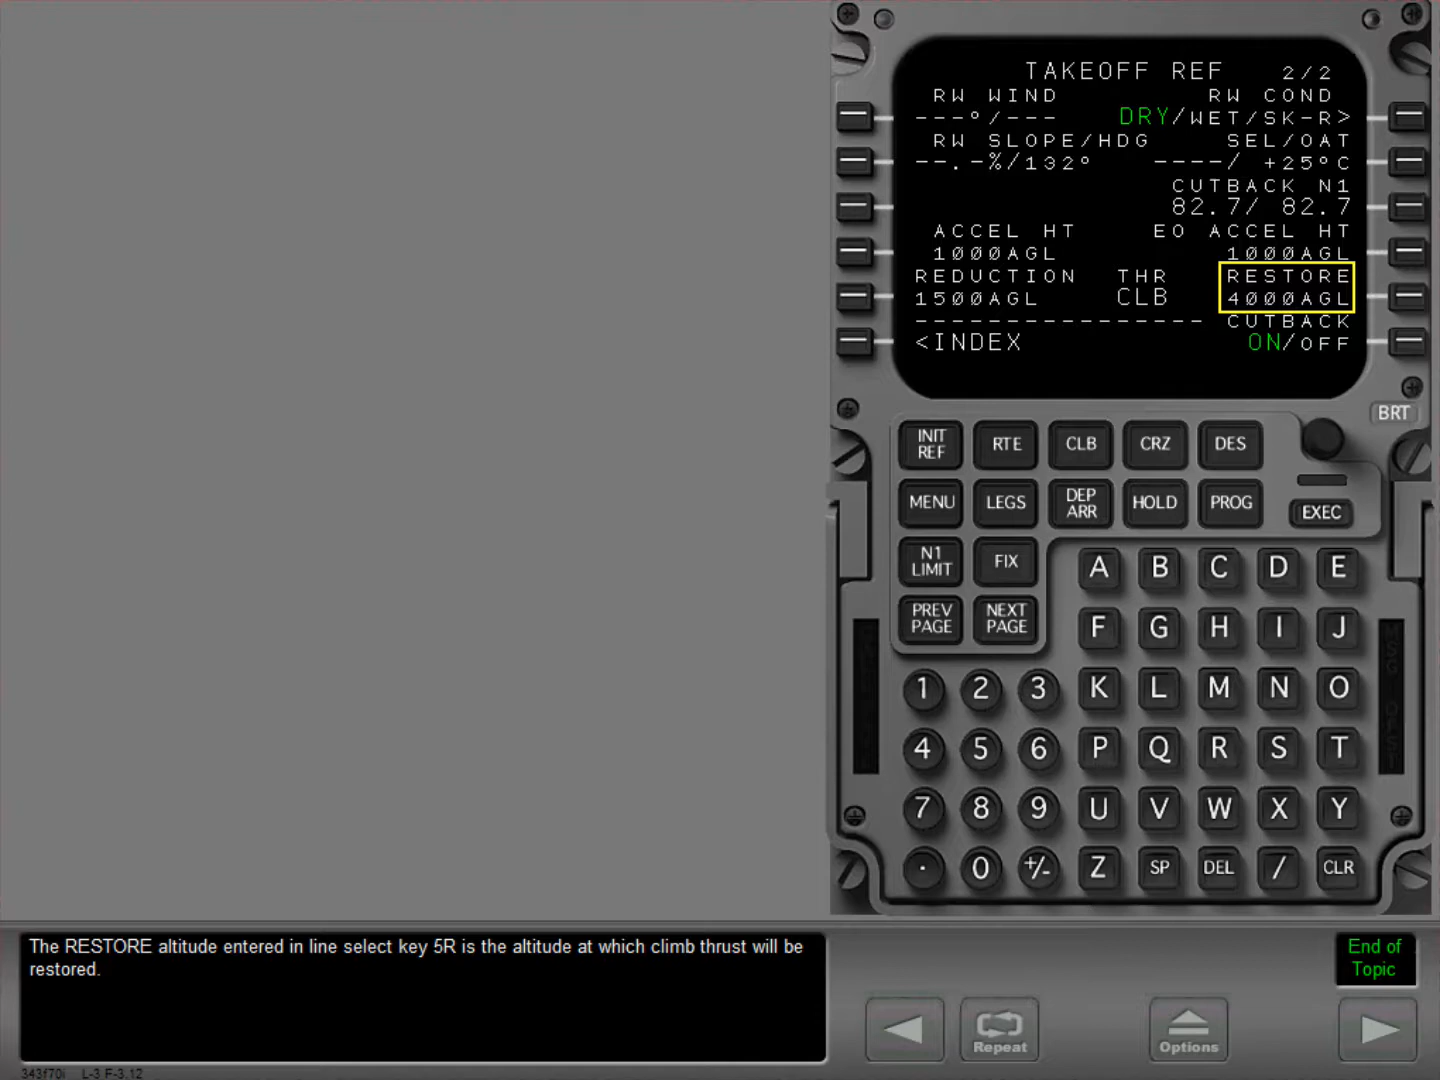 TAKEOFF REF 2/2
RW WIND RW COND
---°/--- DRY/WET/SK-R>
RW SLOPE/HDG SEL/OAT
--.-%/132° ----/ +25°C
CUTBACK N1
82.7/ 82.7
ACCEL HT EO ACCEL HT
1000AGL 1000AGL
REDUCTION THR RESTORE
1500AGL CLB 4000AGL
---------------- CUTBACK
<INDEX ON/OFF
BRT
INIT REF RTE CLB CRZ DES
MENU LEGS DEP ARR HOLD PROG EXEC
N1 LIMIT FIX
PREV PAGE NEXT PAGE
A B C D E
F G H I J
1 2 3 K L M N O
4 5 6 P Q R S T
7 8 9 U V W X Y
. 0 +/- Z SP DEL / CLR
The RESTORE altitude entered in line select key 5R is the altitude at which climb thrust will be
restored.
End of
Topic
Repeat
Options
343f70i L-3 F-3.12